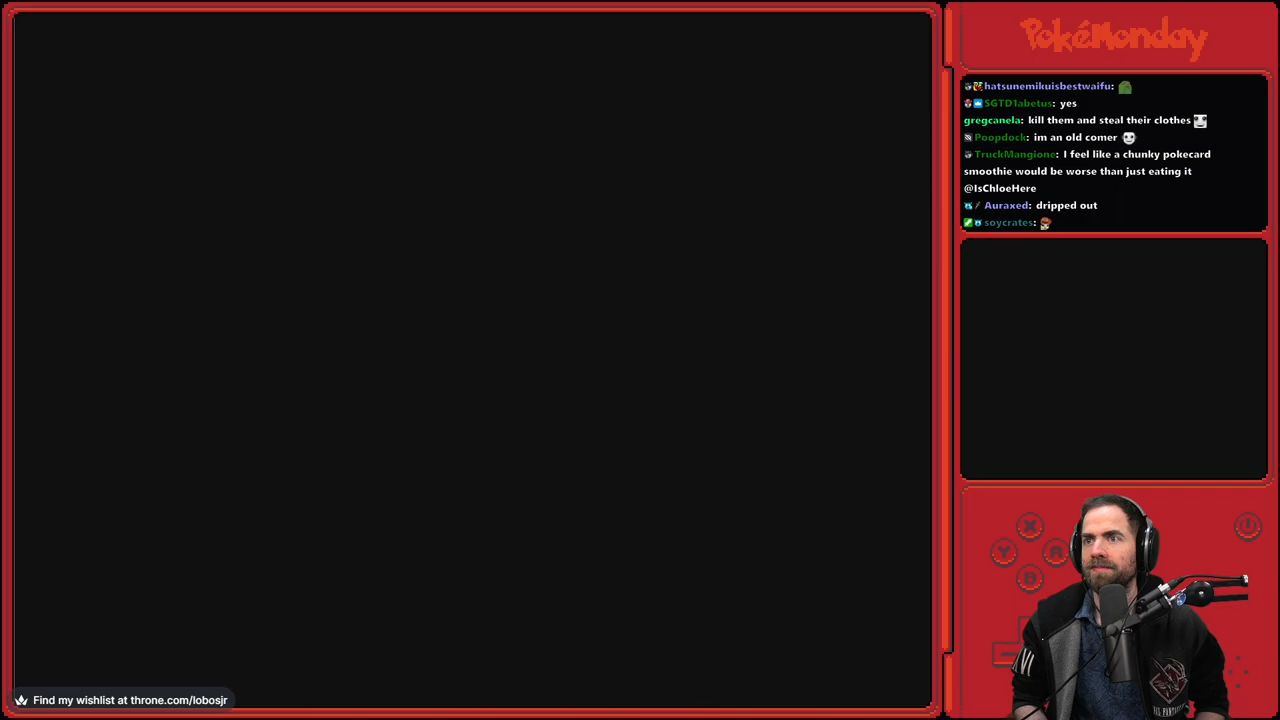 PokéMonday
hatsunemikuisbestwaifu:
SGTD1abetus: yes
gregcanela: kill them and steal their clothes
Poopdock: im an old comer
TruckMangione: I feel like a chunky pokecard
smoothie would be worse than just eating it
@IsChloeHere
Auraxed: dripped out
soycrates:
X
Y A
B
XVI
Find my wishlist at throne.com/lobosjr